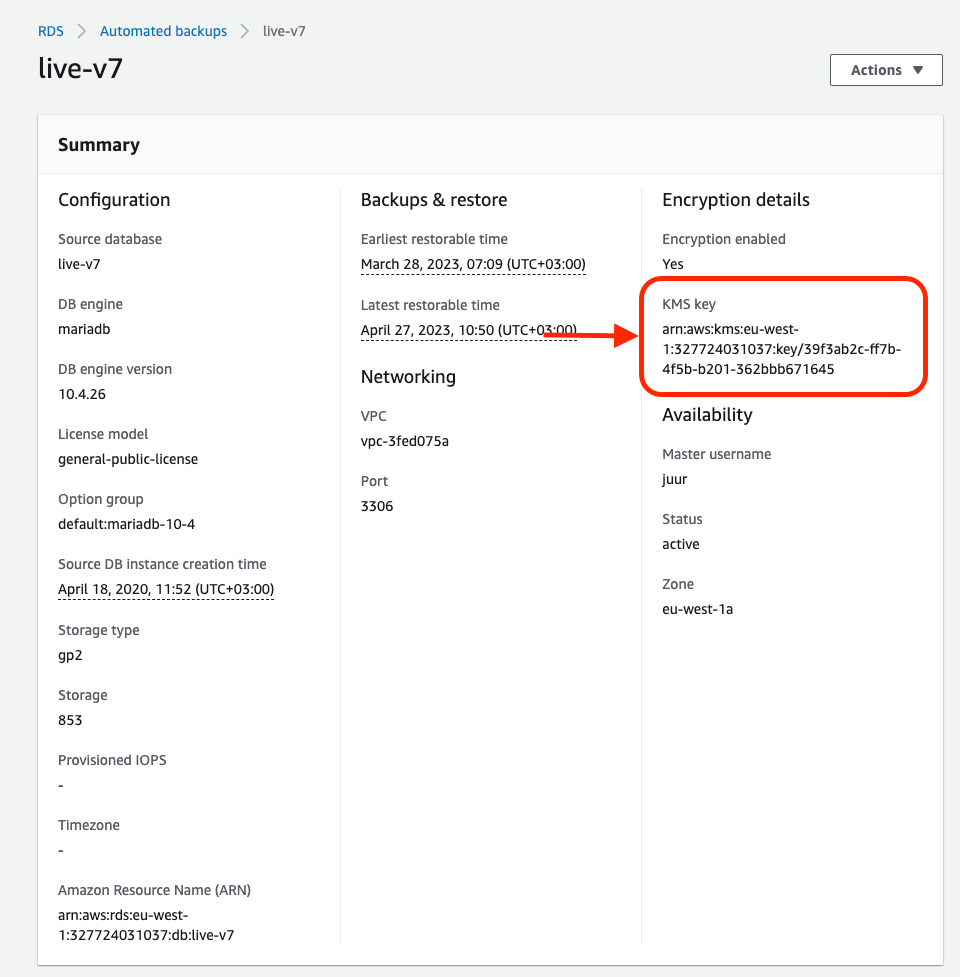 RDS > Automated backups > live-v7
live-v7
Actions ▼
Summary
Configuration
Source database
live-v7
DB engine
mariadb
DB engine version
10.4.26
License model
general-public-license
Option group
default:mariadb-10-4
Source DB instance creation time
April 18, 2020, 11:52 (UTC+03:00)
Storage type
gp2
Storage
853
Provisioned IOPS
-
Timezone
-
Amazon Resource Name (ARN)
arn:aws:rds:eu-west-
1:327724031037:db:live-v7
Backups & restore
Earliest restorable time
March 28, 2023, 07:09 (UTC+03:00)
Latest restorable time
April 27, 2023, 10:50 (UTC+03:00)
Networking
VPC
vpc-3fed075a
Port
3306
Encryption details
Encryption enabled
Yes
KMS key
arn:aws:kms:eu-west-
1:327724031037:key/39f3ab2c-ff7b-
4f5b-b201-362bbb671645
Availability
Master username
juur
Status
active
Zone
eu-west-1a